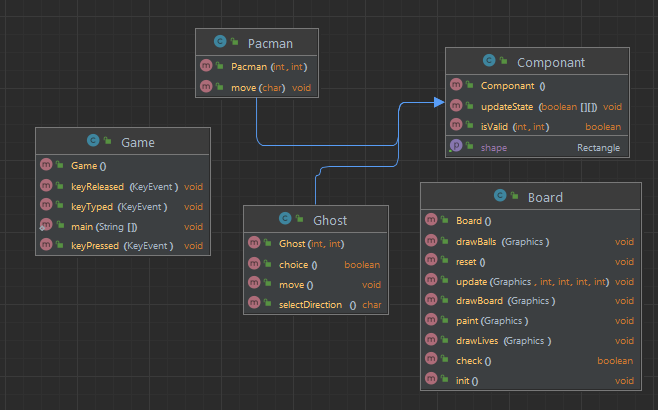 Pacman
Pacman (int, int)
move (char) void
Componant
Componant ()
updateState (boolean [][]) void
isValid (int, int) boolean
shape Rectangle
Game
Game ()
keyReleased (KeyEvent) void
keyTyped (KeyEvent) void
main (String []) void
keyPressed (KeyEvent) void
Ghost
Ghost (int, int)
choice () boolean
move () void
selectDirection () char
Board
Board ()
drawBalls (Graphics) void
reset () void
update (Graphics, int, int, int, int) void
drawBoard (Graphics) void
paint (Graphics) void
drawLives (Graphics) void
check () boolean
init () void